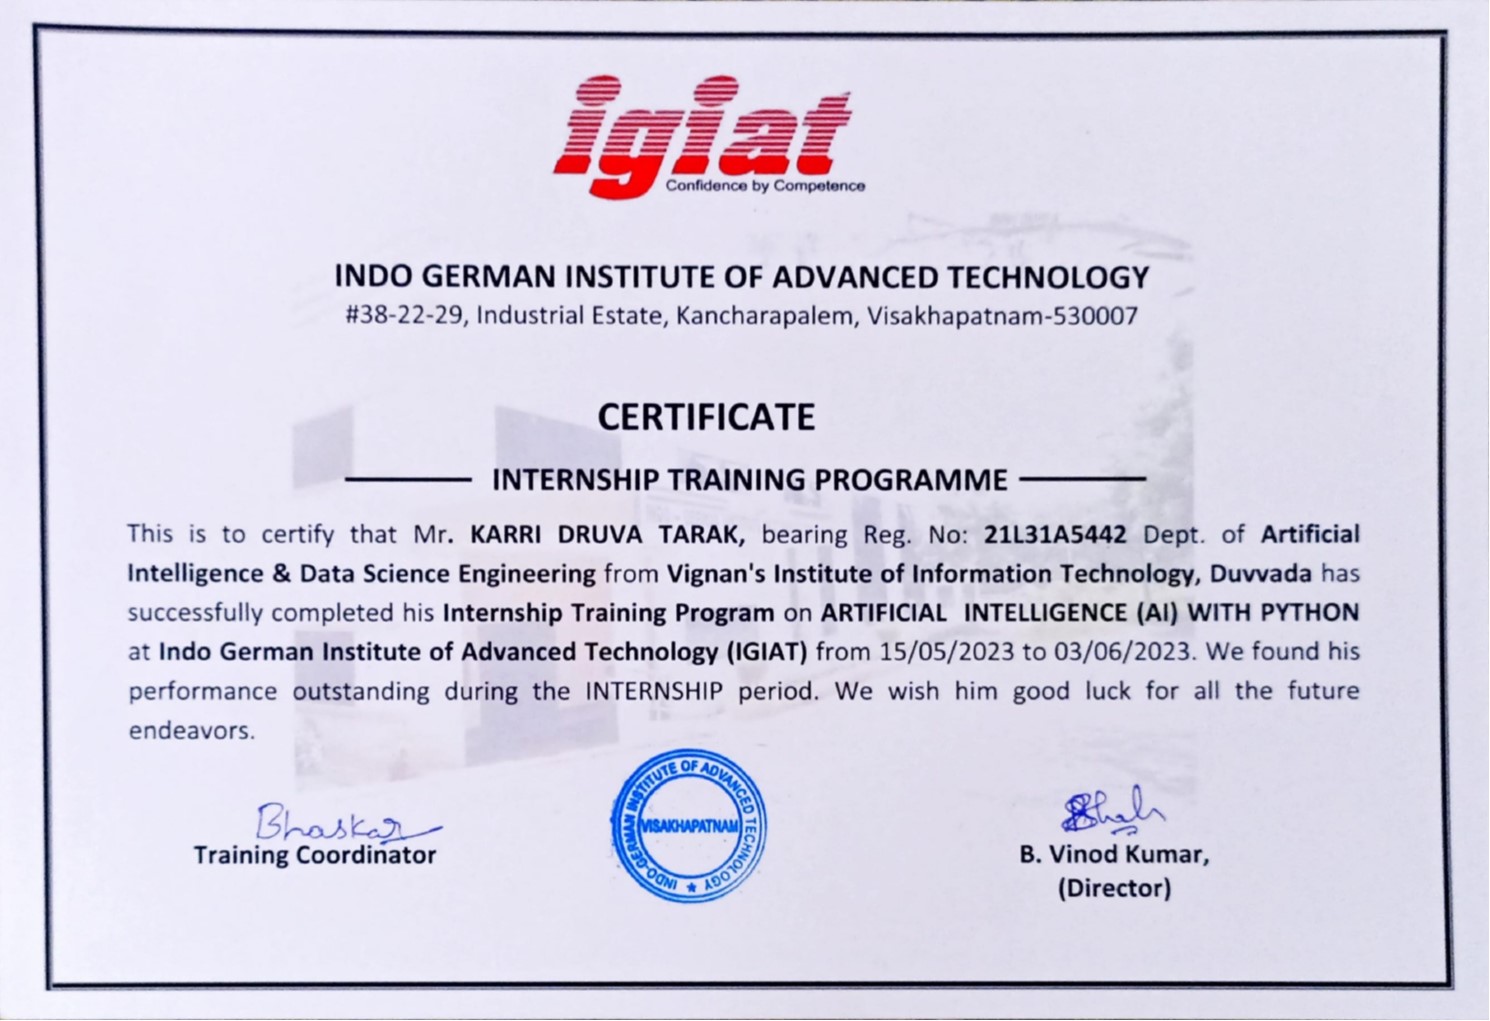 igiat
Confidence by Competence
INDO GERMAN INSTITUTE OF ADVANCED TECHNOLOGY
#38-22-29, Industrial Estate, Kancharapalem, Visakhapatnam-530007
CERTIFICATE
INTERNSHIP TRAINING PROGRAMME
This is to certify that Mr. KARRI DRUVA TARAK, bearing Reg. No: 21L31A5442 Dept. of Artificial
Intelligence & Data Science Engineering from Vignan's Institute of Information Technology, Duvvada has
successfully completed his Internship Training Program on ARTIFICIAL INTELLIGENCE (AI) WITH PYTHON
at Indo German Institute of Advanced Technology (IGIAT) from 15/05/2023 to 03/06/2023. We found his
performance outstanding during the INTERNSHIP period. We wish him good luck for all the future
endeavors.
Bhaskar
Training Coordinator
INDO-GERMAN INSTITUTE OF ADVANCED TECHNOLOGY
VISAKHAPATNAM
B. Vinod Kumar,
(Director)